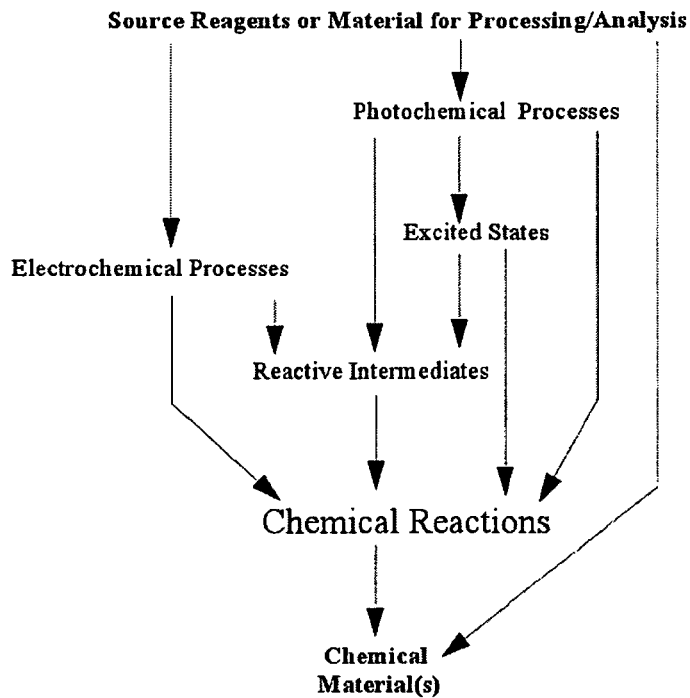 Source Reagents or Material for Processing/Analysis
Photochemical Processes
Excited States
Electrochemical Processes
Reactive Intermediates
Chemical Reactions
Chemical
Material(s)